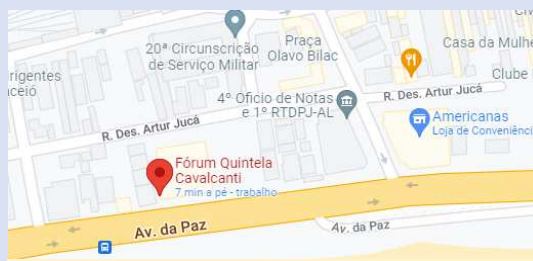 20ª Circunscrição
de Serviço Militar
Praça
Olavo Bilac
Casa da Mulhe
irigentes
aceió
Clube
R. Des. Artur Jucá
4º Oficio de Notas
e 1º RTDPJ-AL
R. Des. Artur Jucá
Americanas
Loja de Conveniênci
Fórum Quintela
Cavalcanti
7 min a pé - trabalho
Av. da Paz
Av. da Paz